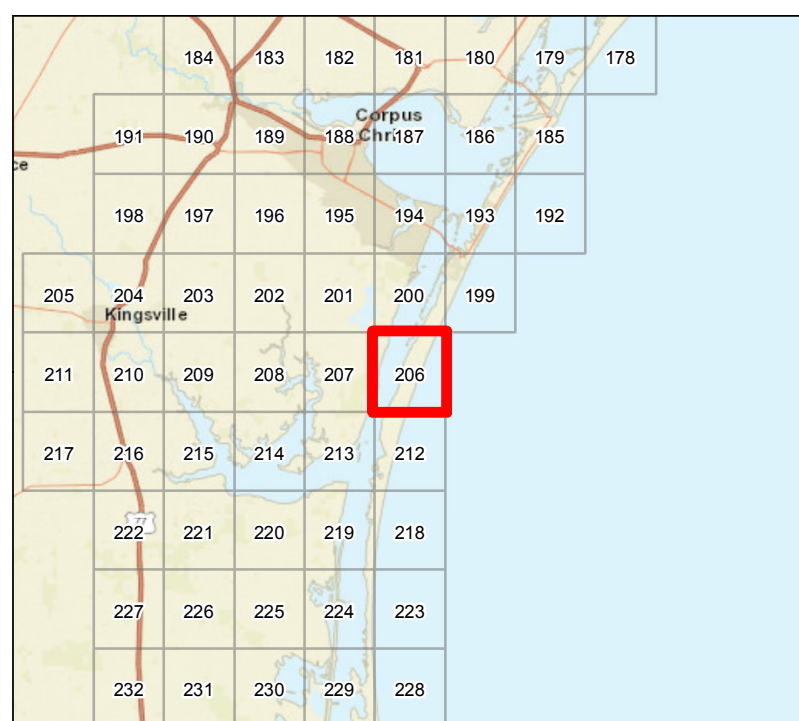 184 183 182 181 180 179 178
Corpus
191 190 189 188 Christi 187 186 185
ce
198 197 196 195 194 193 192
205 204 203 202 201 200 199
Kingsville
211 210 209 208 207 206
217 216 215 214 213 212
77
222 221 220 219 218
227 226 225 224 223
232 231 230 229 228